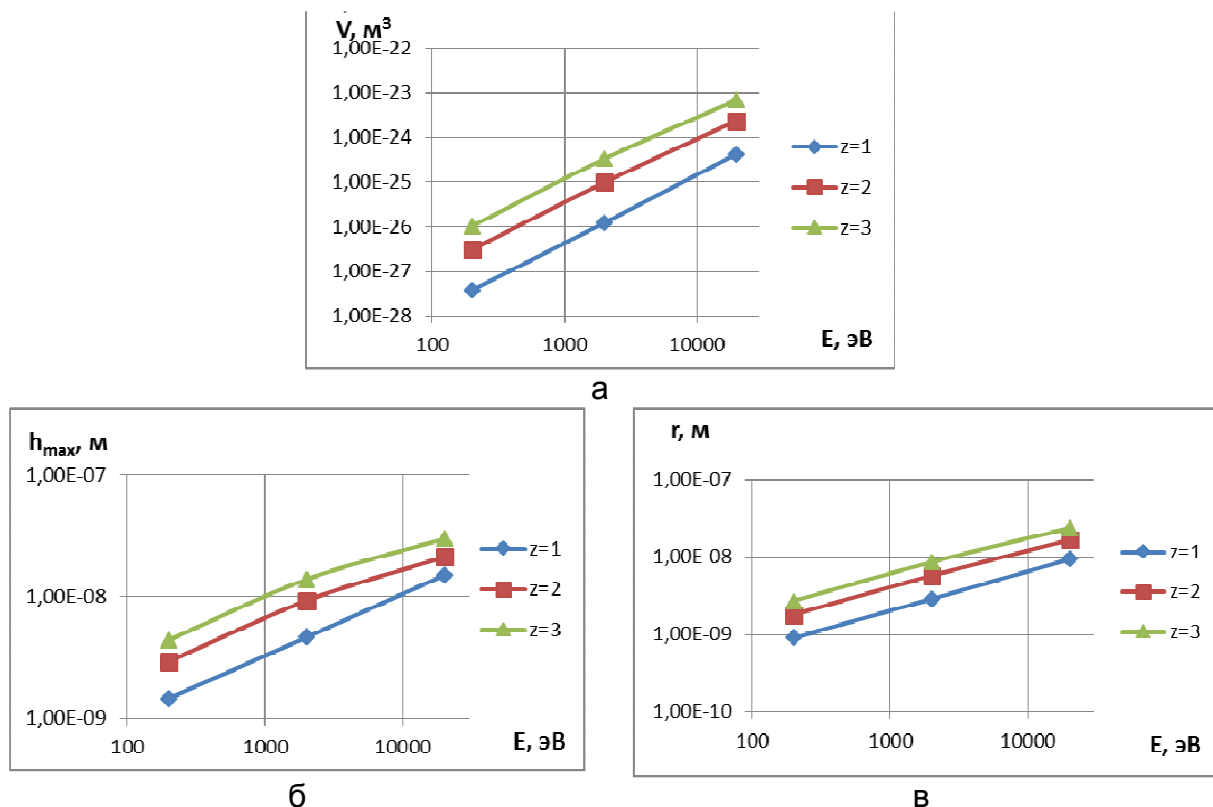 V, м³
1,00E-22
1,00E-23
1,00E-24
1,00E-25
1,00E-26
1,00E-27
1,00E-28
100 1000 10000 E, эВ
z=1
z=2
z=3
а
hmax, м
1,00E-07
1,00E-08
1,00E-09
100 1000 10000 E, эВ
z=1
z=2
z=3
б
r, м
1,00E-07
1,00E 08
1,00E-09
1,00E-10
100 1000 10000 E, эВ
z=1
z=2
z=3
в